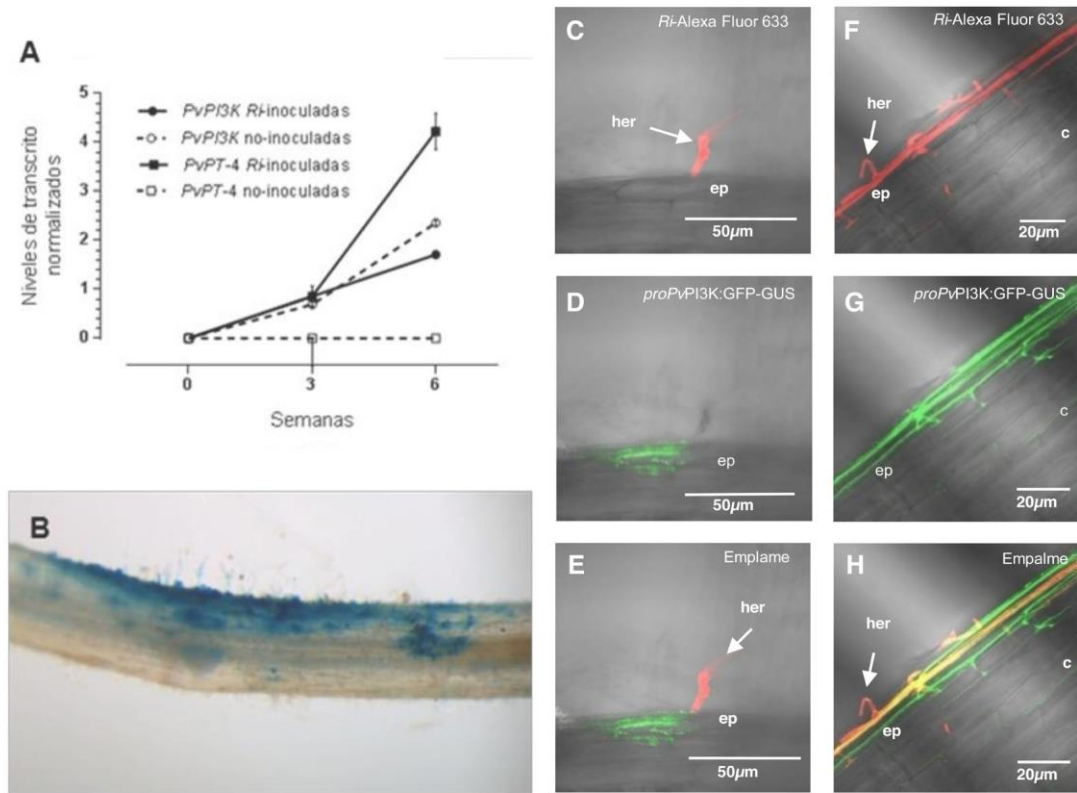 A
5
4
3
2
1
0
Niveles de transcrito
normalizados
PvPI3K Ri-inoculadas
PvPI3K no-inoculadas
PvPT-4 Ri-inoculadas
PvPT-4 no-inoculadas
0 3 6
Semanas
B
C
Ri-Alexa Fluor 633
her
ep
50µm
D
proPvPI3K:GFP-GUS
ep
50µm
E
Emplame
her
ep
50µm
F
Ri-Alexa Fluor 633
her
c
ep
20µm
G
proPvPI3K:GFP-GUS
c
ep
20µm
H
Empalme
her
c
ep
20µm